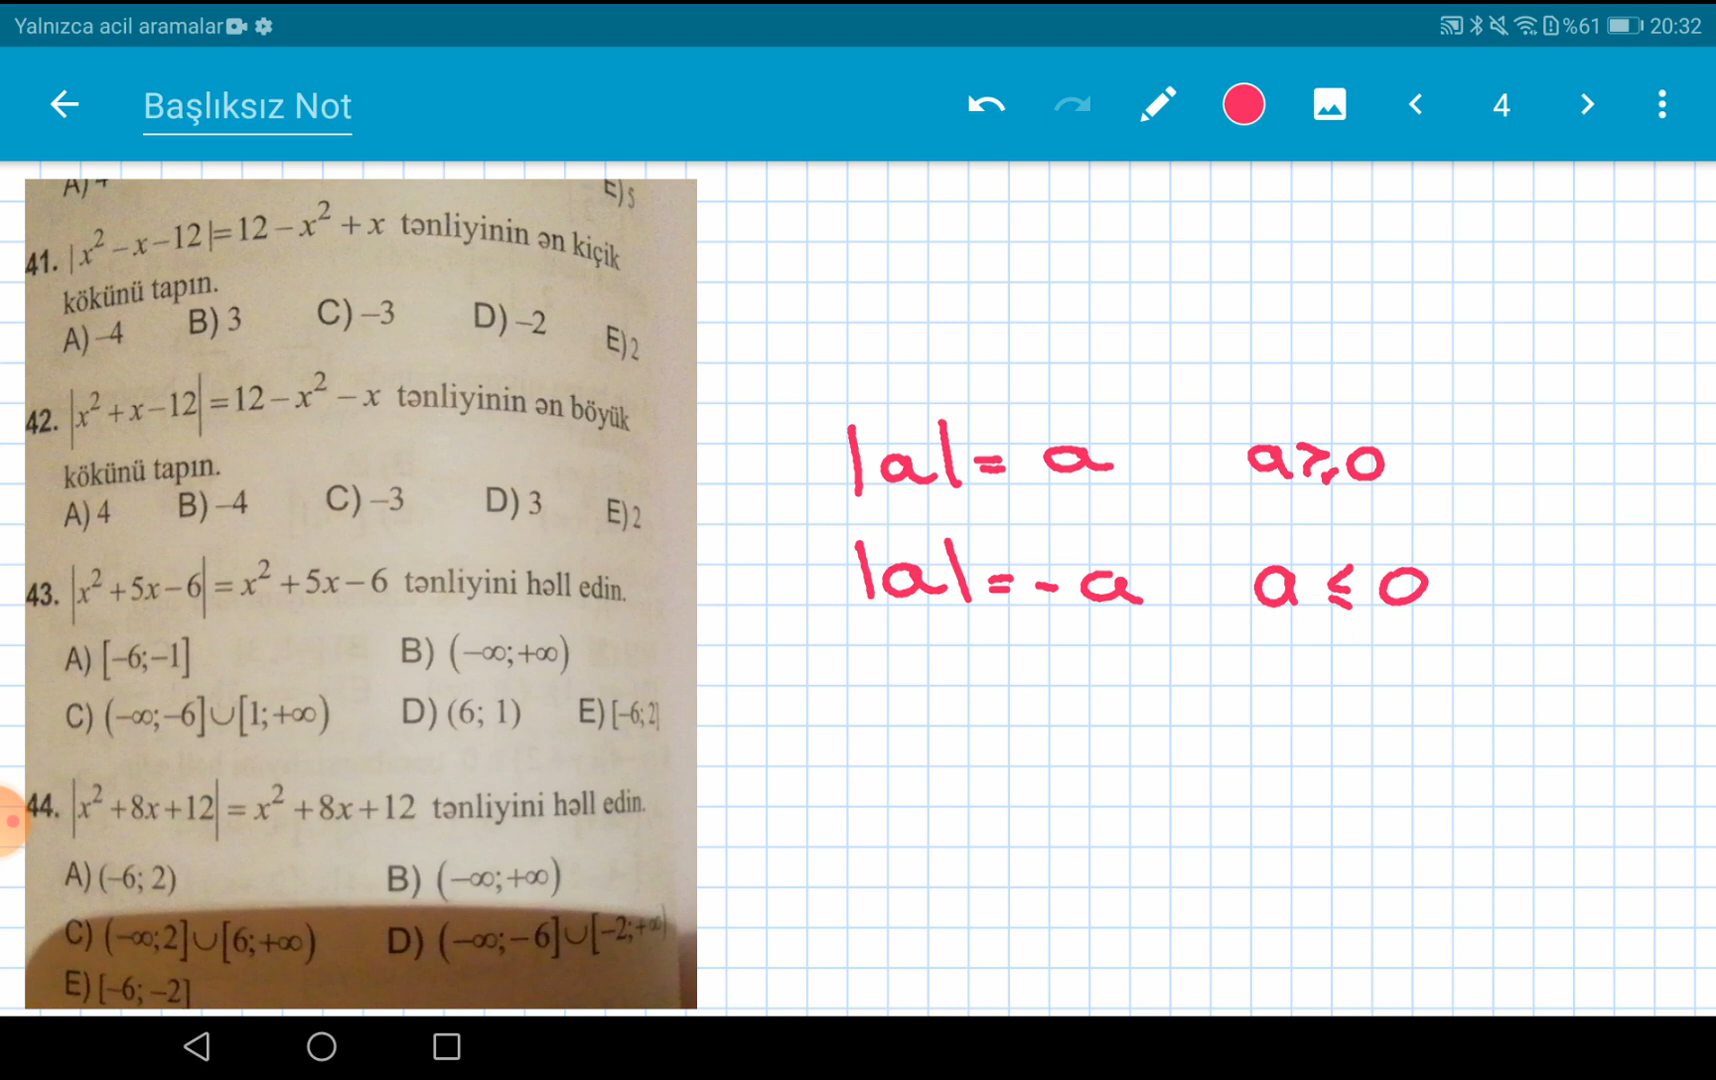 Yalnızca acil aramalar %61 20:32
Başlıksız Not 4
E)5
41. |x² – x – 12| = 12 – x² + x tənliyinin ən kiçik
kökünü tapın.
A) –4 B) 3 C) –3 D) –2 E) 2
42. |x² + x – 12| = 12 – x² – x tənliyinin ən böyük
kökünü tapın.
A) 4 B) –4 C) –3 D) 3 E) 2
43. |x² + 5x – 6| = x² + 5x – 6 tənliyini həll edin.
A) [–6;–1] B) (–∞;+∞)
C) (–∞;–6]∪[1;+∞) D) (6; 1) E) [–6;2]
44. |x² + 8x + 12| = x² + 8x + 12 tənliyini həll edin.
A) (–6; 2) B) (–∞;+∞)
C) (–∞;2]∪[6;+∞) D) (–∞;–6]∪[–2;+∞)
E) [–6; –2]
|a| = a a ≥ 0
|a| = -a a ≤ 0